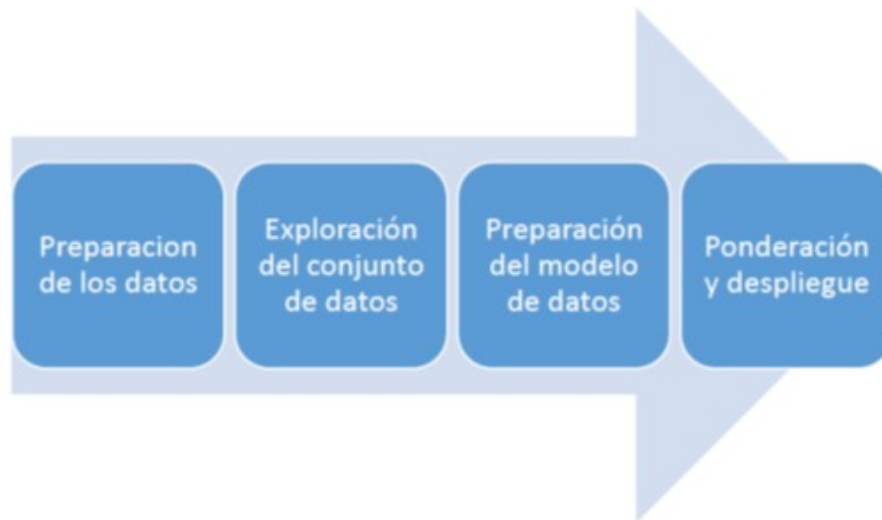 Preparacion
de los datos
Exploración
del conjunto
de datos
Preparación
del modelo
de datos
Ponderación
y despliegue